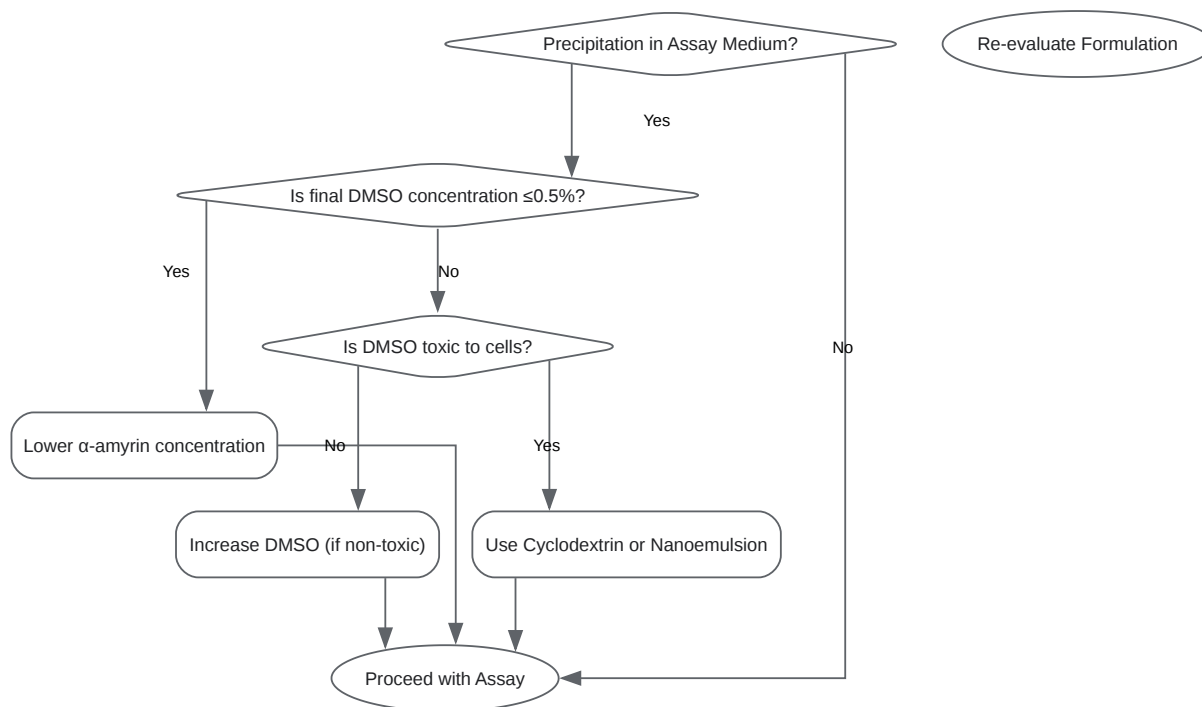 Precipitation in Assay Medium?
Re-evaluate Formulation
Yes
Is final DMSO concentration ≤0.5%?
Yes
No
Is DMSO toxic to cells?
No
Lower α-amyrin concentration
No
Yes
Increase DMSO (if non-toxic)
Use Cyclodextrin or Nanoemulsion
Proceed with Assay